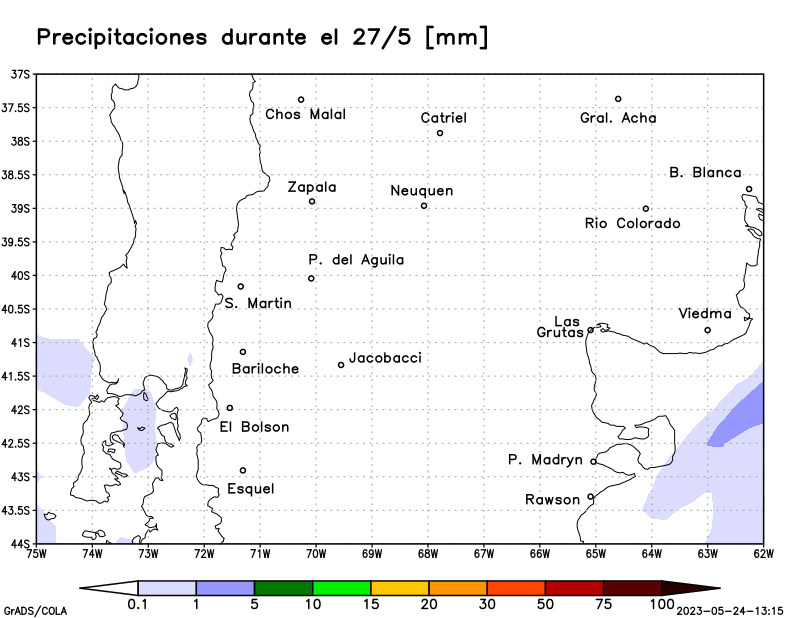 Precipitaciones durante el 27/5 [mm]
37S
37.5S
Chos Malal
Catriel
Gral. Acha
38S
38.5S
B. Blanca
Zapala
Neuquen
39S
Rio Colorado
39.5S
P. del Aguila
40S
S. Martin
40.5S
Las
Grutas
Viedma
41S
Bariloche
Jacobacci
41.5S
42S
El Bolson
42.5S
P. Madryn
43S
Esquel
Rawson
43.5S
44S
75W 74W 73W 72W 71W 70W 69W 68W 67W 66W 65W 64W 63W 62W
0.1 1 5 10 15 20 30 50 75 100
GrADS/COLA
2023-05-24-13:15